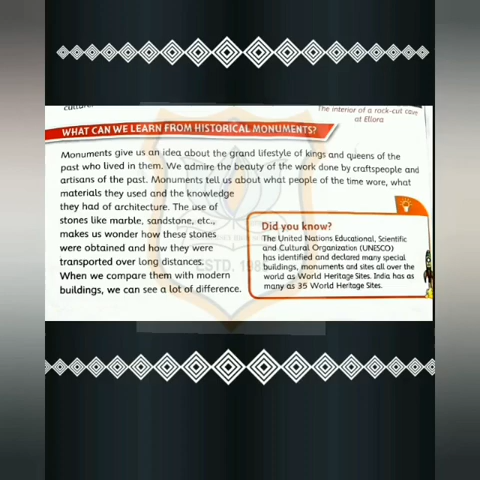 The interior of a rock-cut cave
at Ellora
WHAT CAN WE LEARN FROM HISTORICAL MONUMENTS?
Monuments give us an idea about the grand lifestyle of kings and queens of the
past who lived in them. We admire the beauty of the work done by craftspeople and
artisans of the past. Monuments tell us about what people of the time wore, what
materials they used and the knowledge
they had of architecture. The use of
stones like marble, sandstone, etc.,
makes us wonder how these stones
were obtained and how they were
transported over long distances.
When we compare them with modern
buildings, we can see a lot of difference.
Did you know?
The United Nations Educational, Scientific
and Cultural Organization (UNESCO)
has identified and declared many special
buildings, monuments and sites all over the
world as World Heritage Sites. India has as
many as 35 World Heritage Sites.
ESTD. 198